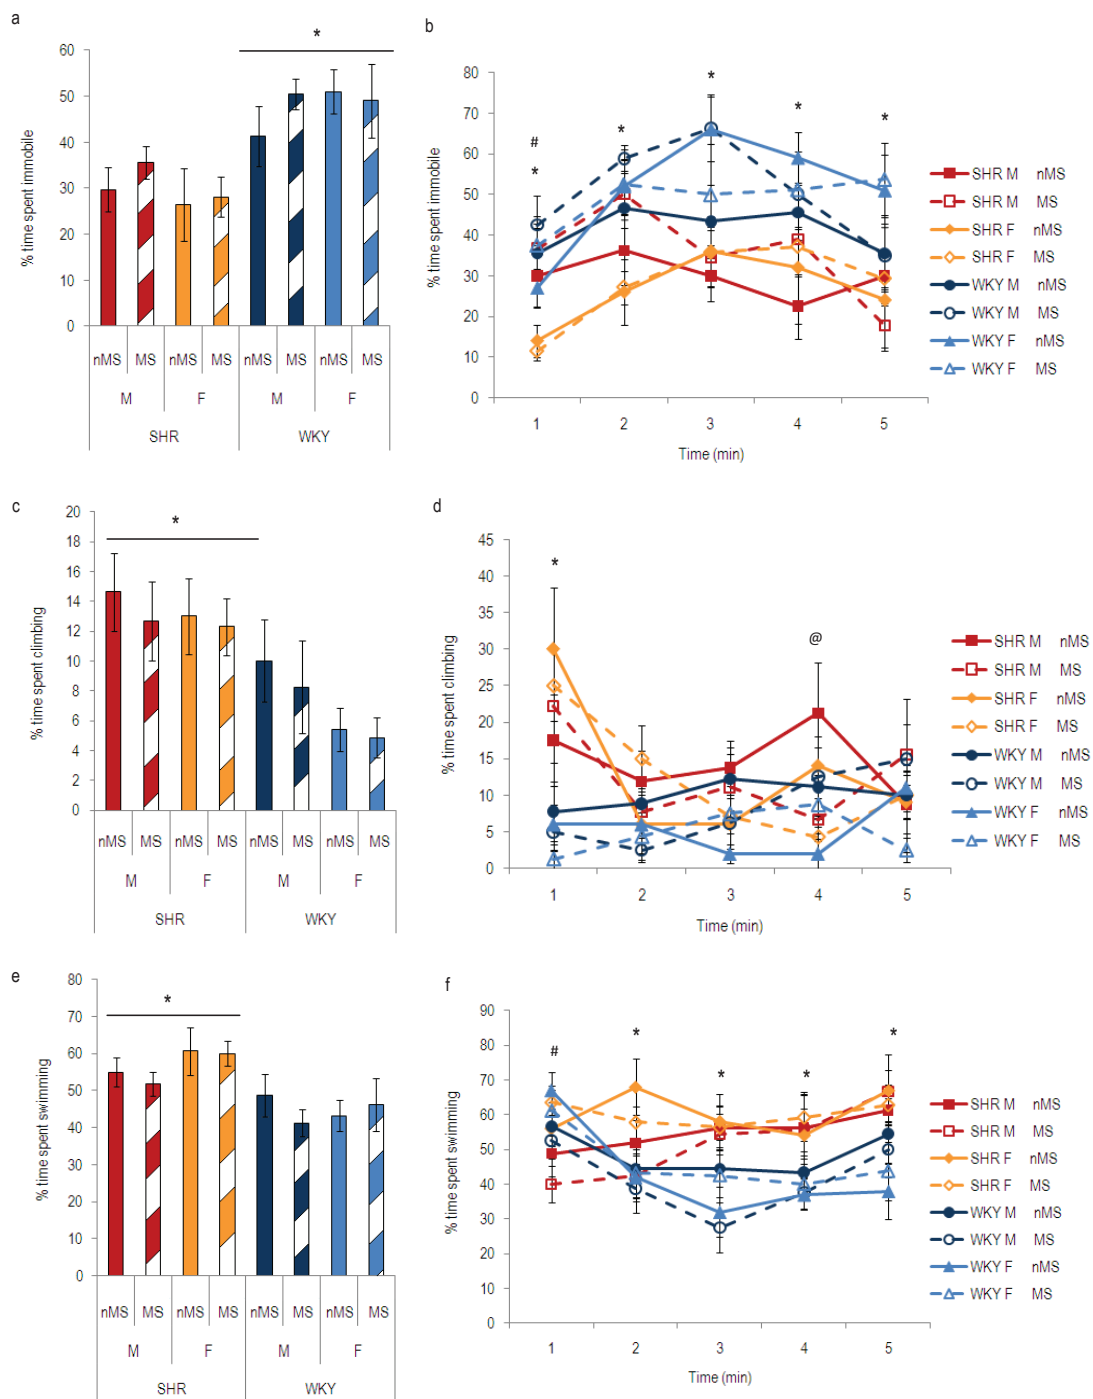 a
*
60
50
40
30
20
10
0
% time spent immobile
nMS MS nMS MS nMS MS nMS MS
M F M F
SHR WKY
b
80
70
60
50
40
30
20
10
0
% time spent immobile
#
*
*
*
*
*
1 2 3 4 5
Time (min)
SHR M nMS
SHR M MS
SHR F nMS
SHR F MS
WKY M nMS
WKY M MS
WKY F nMS
WKY F MS
c
*
20
18
16
14
12
10
8
6
4
2
0
% time spent climbing
nMS MS nMS MS nMS MS nMS MS
M F M F
SHR WKY
d
45
40
35
30
25
20
15
10
5
0
% time spent climbing
*
@
1 2 3 4 5
Time (min)
SHR M nMS
SHR M MS
SHR F nMS
SHR F MS
WKY M nMS
WKY M MS
WKY F nMS
WKY F MS
e
*
80
70
60
50
40
30
20
10
0
% time spent swimming
nMS MS nMS MS nMS MS nMS MS
M F M F
SHR WKY
f
90
80
70
60
50
40
30
20
10
0
% time spent swimming
#
*
*
*
*
1 2 3 4 5
Time (min)
SHR M nMS
SHR M MS
SHR F nMS
SHR F MS
WKY M nMS
WKY M MS
WKY F nMS
WKY F MS